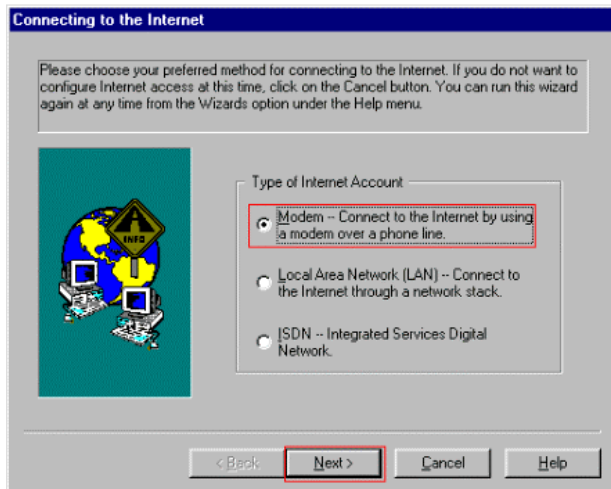 Connecting to the Internet
Please choose your preferred method for connecting to the Internet. If you do not want to
configure Internet access at this time, click on the Cancel button. You can run this wizard
again at any time from the Wizards option under the Help menu.
INFO
Type of Internet Account
Modem -- Connect to the Internet by using
a modem over a phone line.
Local Area Network (LAN) -- Connect to
the Internet through a network stack.
ISDN -- Integrated Services Digital
Network.
< Back
Next >
Cancel
Help